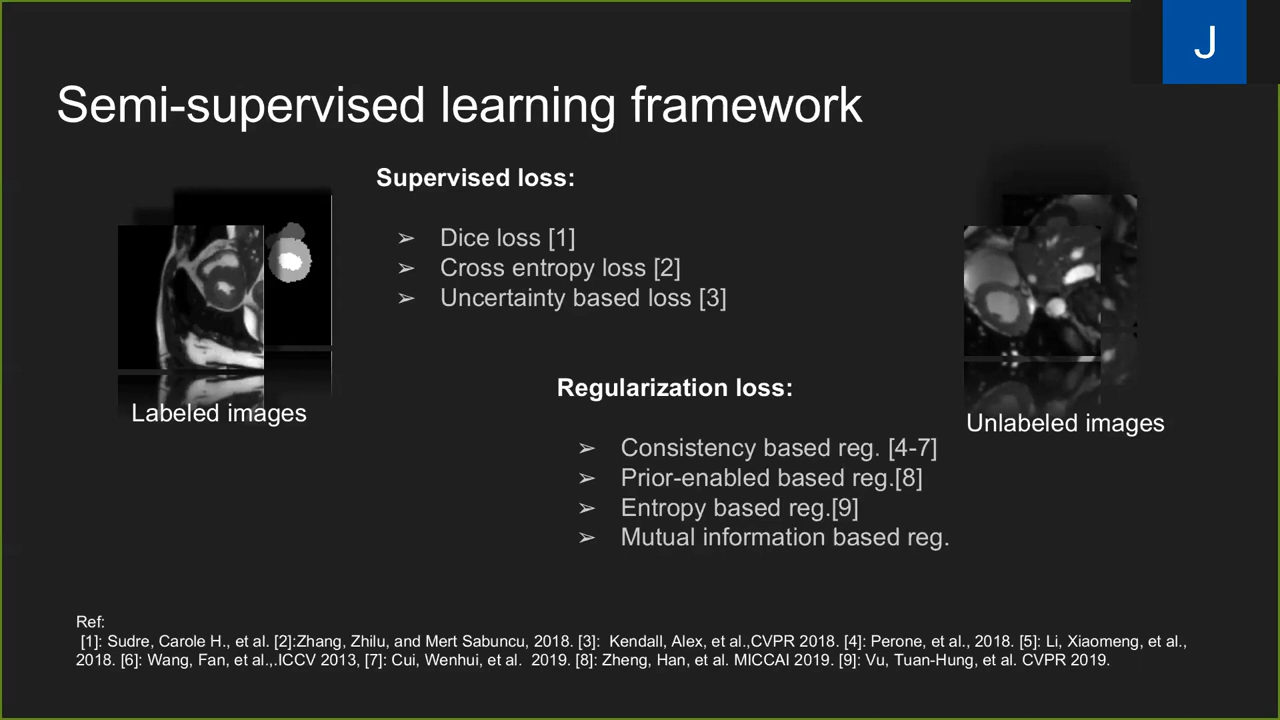 J
Semi-supervised learning framework
Supervised loss:
➢ Dice loss [1]
➢ Cross entropy loss [2]
➢ Uncertainty based loss [3]
Labeled images
Regularization loss:
➢ Consistency based reg. [4-7]
➢ Prior-enabled based reg.[8]
➢ Entropy based reg.[9]
➢ Mutual information based reg.
Unlabeled images
Ref:
[1]: Sudre, Carole H., et al. [2]:Zhang, Zhilu, and Mert Sabuncu, 2018. [3]: Kendall, Alex, et al.,CVPR 2018. [4]: Perone, et al., 2018. [5]: Li, Xiaomeng, et al.,
2018. [6]: Wang, Fan, et al.,.ICCV 2013, [7]: Cui, Wenhui, et al. 2019. [8]: Zheng, Han, et al. MICCAI 2019. [9]: Vu, Tuan-Hung, et al. CVPR 2019.